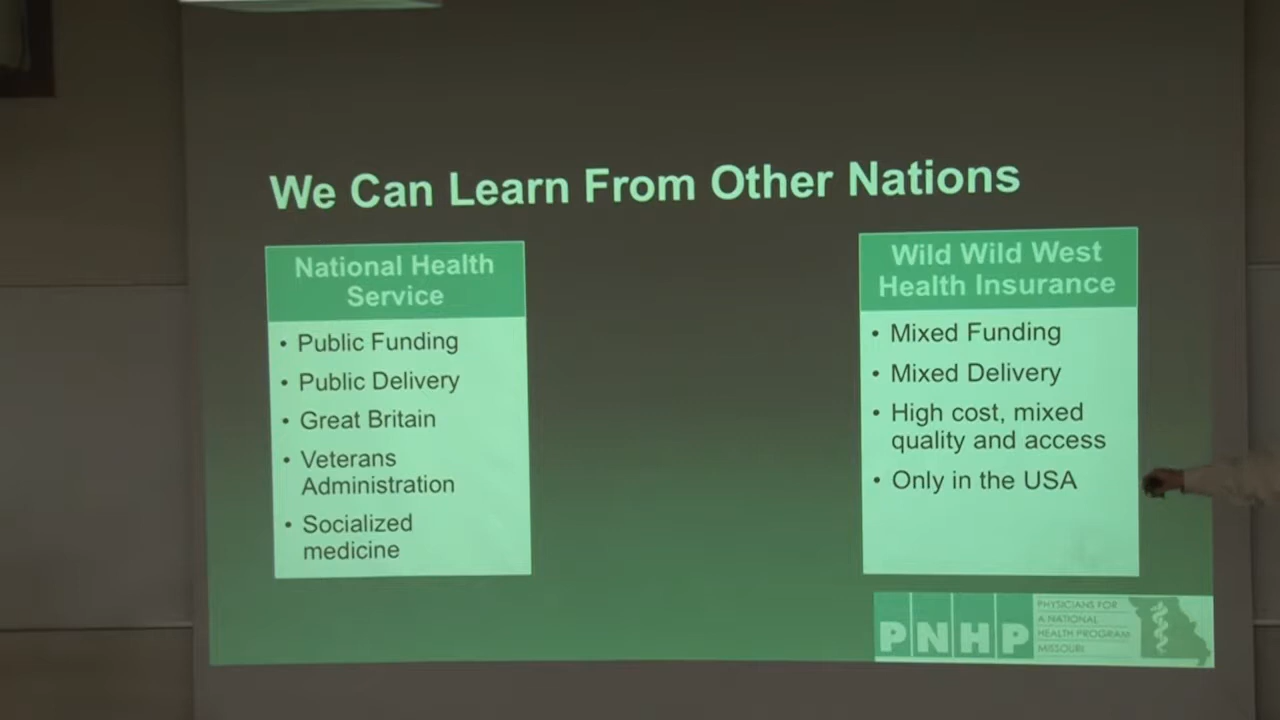 We Can Learn From Other Nations
National Health
Service
• Public Funding
• Public Delivery
• Great Britain
• Veterans
Administration
• Socialized
medicine
Wild Wild West
Health Insurance
• Mixed Funding
• Mixed Delivery
• High cost, mixed
quality and access
• Only in the USA
PNHP
PHYSICIANS FOR
A NATIONAL
HEALTH PROGRAM
MISSOURI